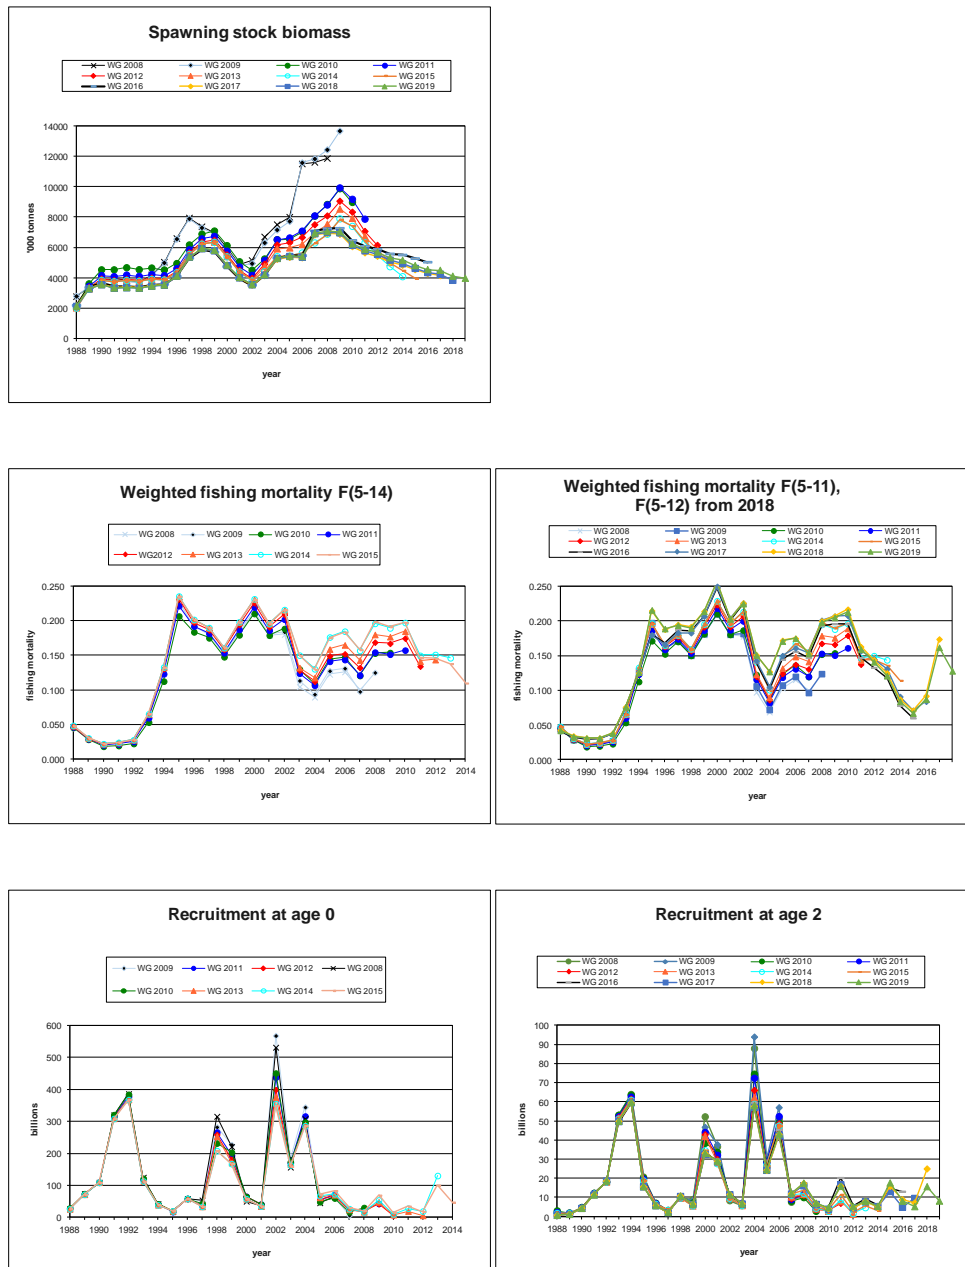 Spawning stock biomass
WG 2008 WG 2009 WG 2010 WG 2011
WG 2012 WG 2013 WG 2014 WG 2015
WG 2016 WG 2017 WG 2018 WG 2019
14000
12000
10000
8000
6000
4000
2000
0
'000 tonnes
1988 1990 1992 1994 1996 1998 2000 2002 2004 2006 2008 2010 2012 2014 2016 2018
year
Weighted fishing mortality F(5-14)
WG 2008 WG 2009 WG 2010 WG 2011
WG2012 WG 2013 WG 2014 WG 2015
0.250
0.200
0.150
0.100
0.050
0.000
fishing mortality
1988 1990 1992 1994 1996 1998 2000 2002 2004 2006 2008 2010 2012 2014
year
Weighted fishing mortality F(5-11),
F(5-12) from 2018
WG 2008 WG 2009 WG 2010 WG 2011
WG 2012 WG 2013 WG 2014 WG 2015
WG 2016 WG 2017 WG 2018 WG 2019
0.250
0.200
0.150
0.100
0.050
0.000
fishing mortality
1988 1990 1992 1994 1996 1998 2000 2002 2004 2006 2008 2010 2012 2014 2016
year
Recruitment at age 0
WG 2009 WG 2011 WG 2012 WG 2008
WG 2010 WG 2013 WG 2014 WG 2015
600
500
400
300
200
100
0
billions
1988 1990 1992 1994 1996 1998 2000 2002 2004 2006 2008 2010 2012 2014
year
Recruitment at age 2
WG 2008 WG 2009 WG 2010 WG 2011
WG 2012 WG 2013 WG 2014 WG 2015
WG 2016 WG 2017 WG 2018 WG 2019
100
90
80
70
60
50
40
30
20
10
0
billions
1988 1990 1992 1994 1996 1998 2000 2002 2004 2006 2008 2010 2012 2014 2016 2018
year